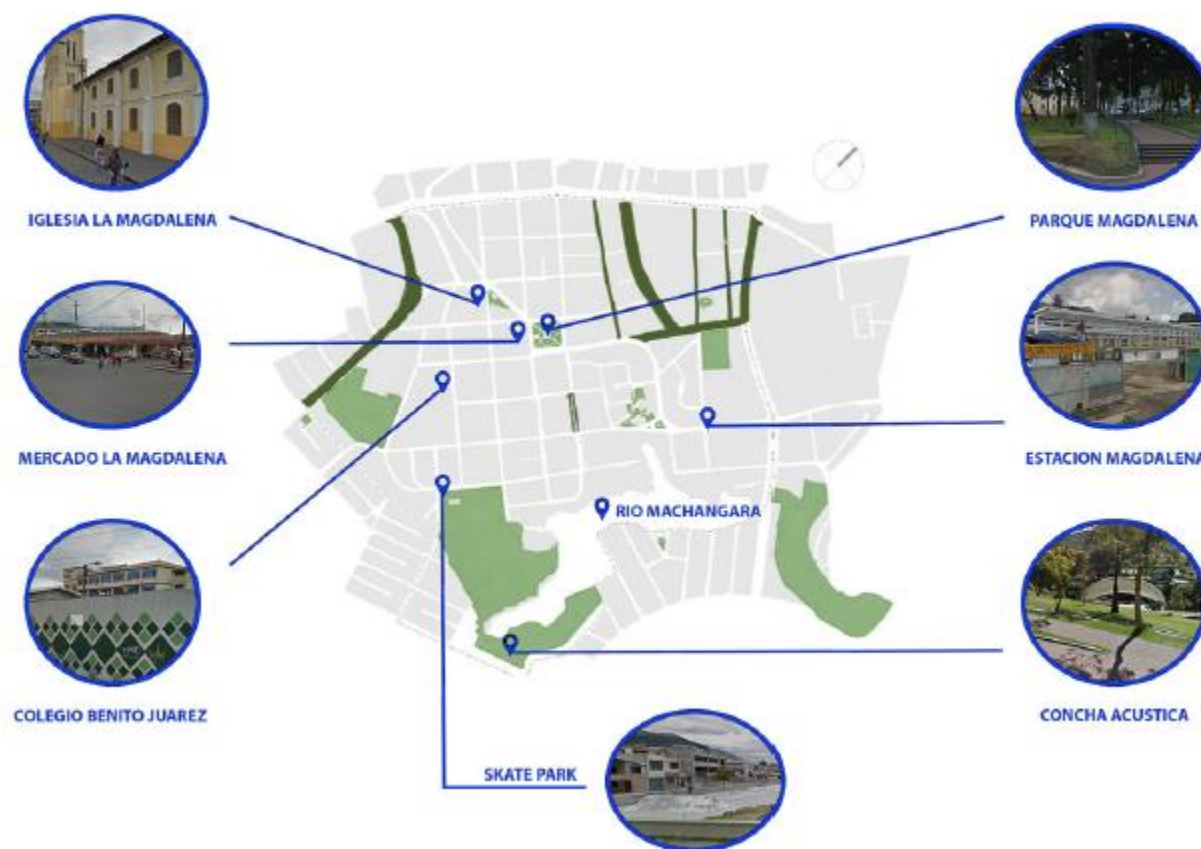 IGLESIA LA MAGDALENA
PARQUE MAGDALENA
MERCADO LA MAGDALENA
ESTACION MAGDALENA
RIO MACHANGARA
COLEGIO BENITO JUAREZ
CONCHA ACUSTICA
SKATE PARK